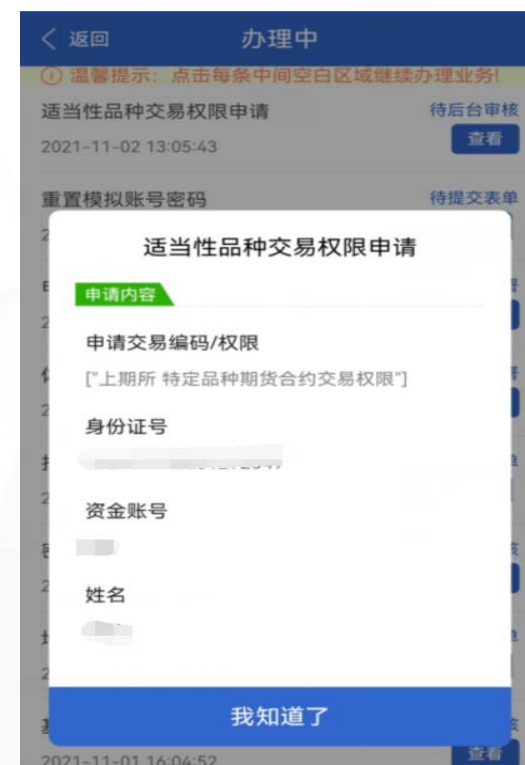 返回
办理中
温馨提示：点击每条中间空白区域继续办理业务！
适当性品种交易权限申请
待后台审核
2021-11-02 13:05:43
查看
重置模拟账号密码
待提交表单
适当性品种交易权限申请
申请内容
申请交易编码/权限
["上期所 特定品种期货合约交易权限"]
身份证号
资金账号
姓名
我知道了
2021-11-01 16:04:52
查看